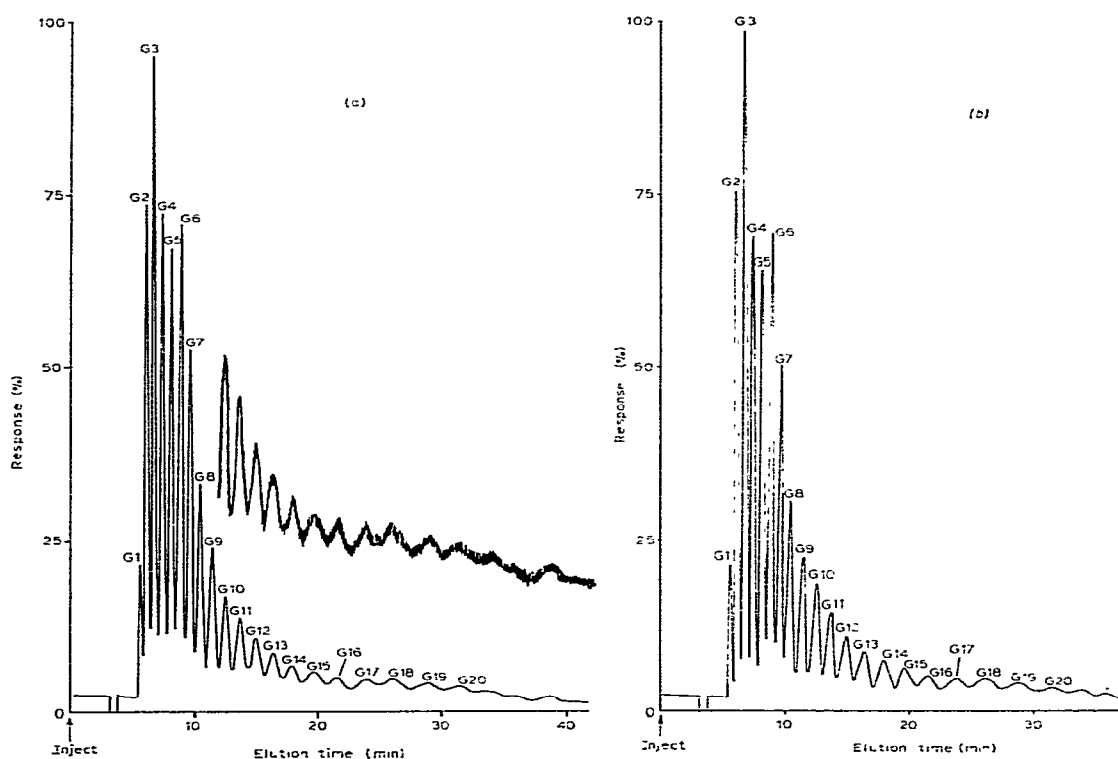 100
75
50
25
0
Response (%)
(a)
G1
G2
G3
G4
G5
G6
G7
G8
G9
G10
G11
G12
G13
G14
G15
G16
G17
G18
G19
G20
10
20
30
40
Inject
Elution time (min)
100
75
50
25
0
Response (%)
(b)
G1
G2
G3
G4
G5
G6
G7
G8
G9
G10
G11
G12
G13
G14
G15
G16
G17
G18
G19
G20
10
20
30
Inject
Elution time (min)